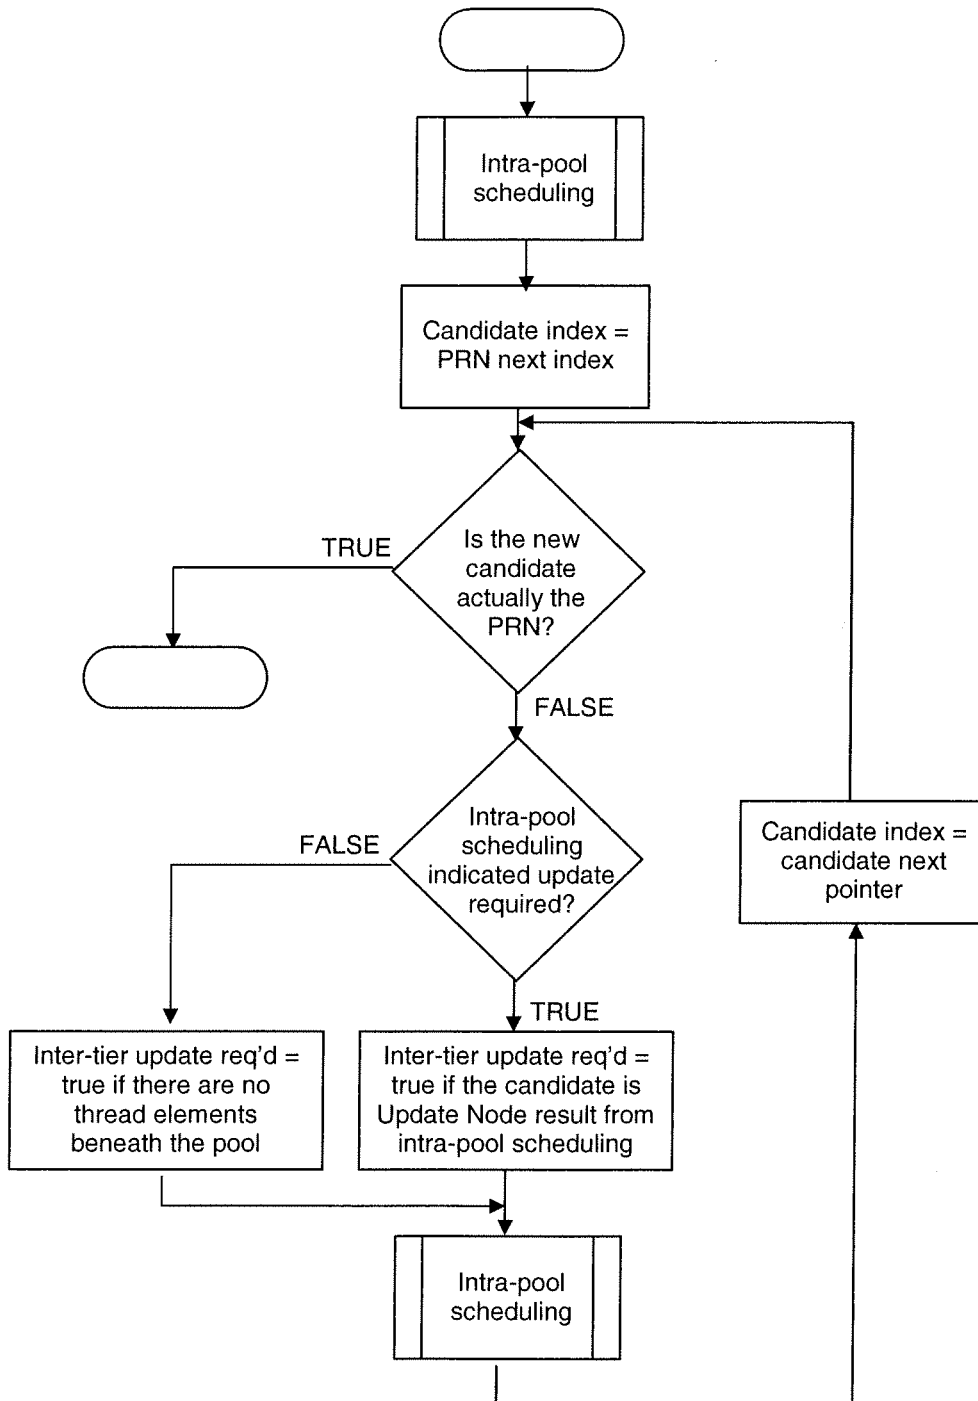 Intra-pool
scheduling
Candidate index =
PRN next index
TRUE
Is the new
candidate
actually the
PRN?
FALSE
Intra-pool
scheduling
indicated update
required?
FALSE
Candidate index =
candidate next
pointer
TRUE
Inter-tier update req'd =
true if there are no
thread elements
beneath the pool
Inter-tier update req'd =
true if the candidate is
Update Node result from
intra-pool scheduling
Intra-pool
scheduling